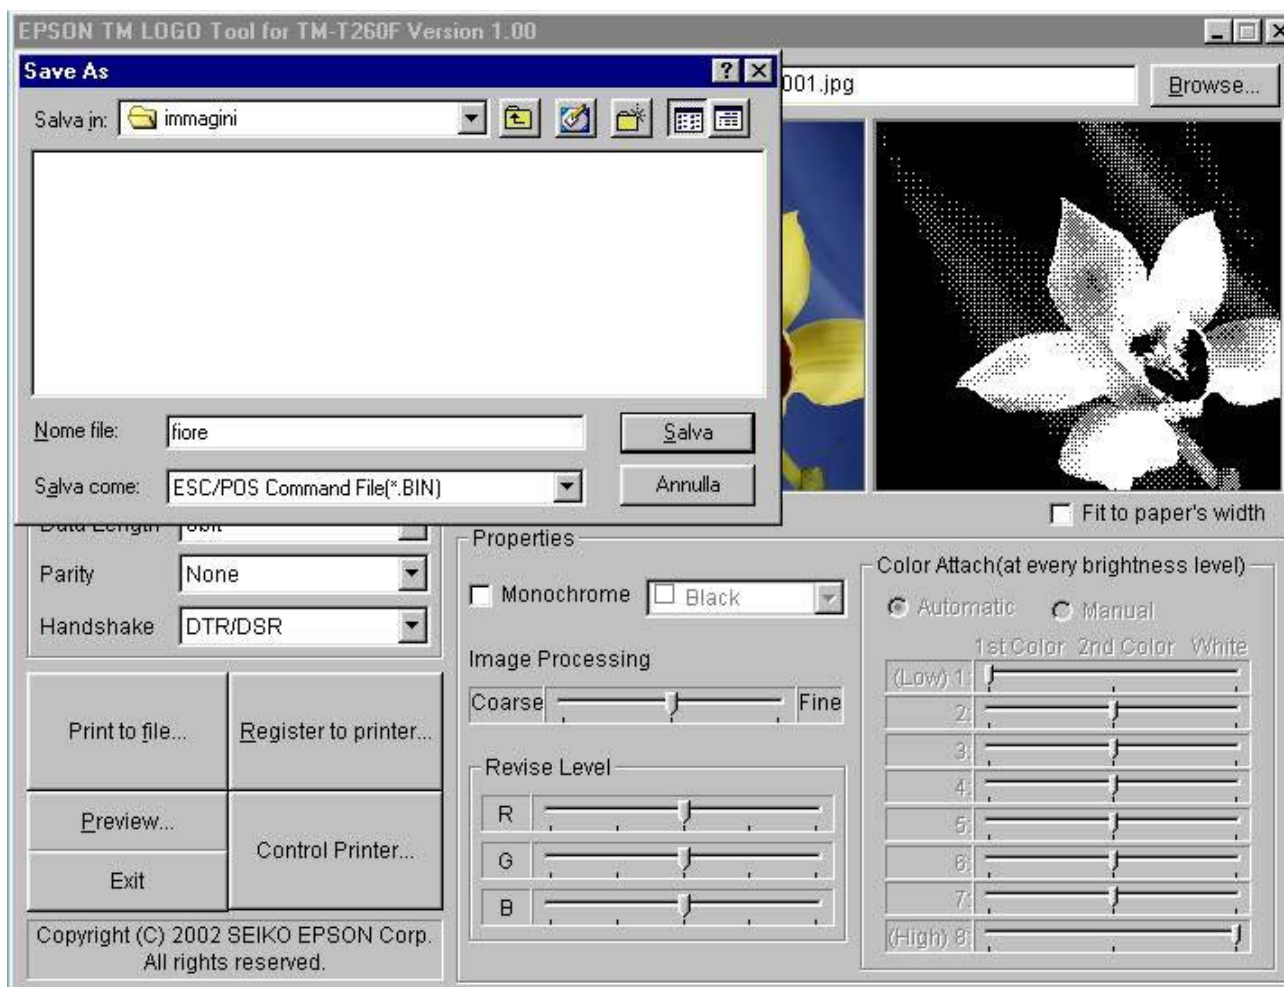 EPSON TM LOGO Tool for TM-T260F Version 1.00
Save As
001.jpg
Browse...
Salva in:
immagini
Nome file:
fiore
Salva
Salva come:
ESC/POS Command File(*.BIN)
Annulla
Fit to paper's width
Data Length
8bit
Parity
None
Handshake
DTR/DSR
Print to file...
Register to printer...
Preview...
Control Printer...
Exit
Copyright (C) 2002 SEIKO EPSON Corp.
All rights reserved.
Properties
Monochrome
Black
Image Processing
Coarse
Fine
Revise Level
R
G
B
Color Attach(at every brightness level)
Automatic
Manual
1st Color 2nd Color White
(Low) 1:
2:
3:
4:
5:
6:
7:
(High) 8: